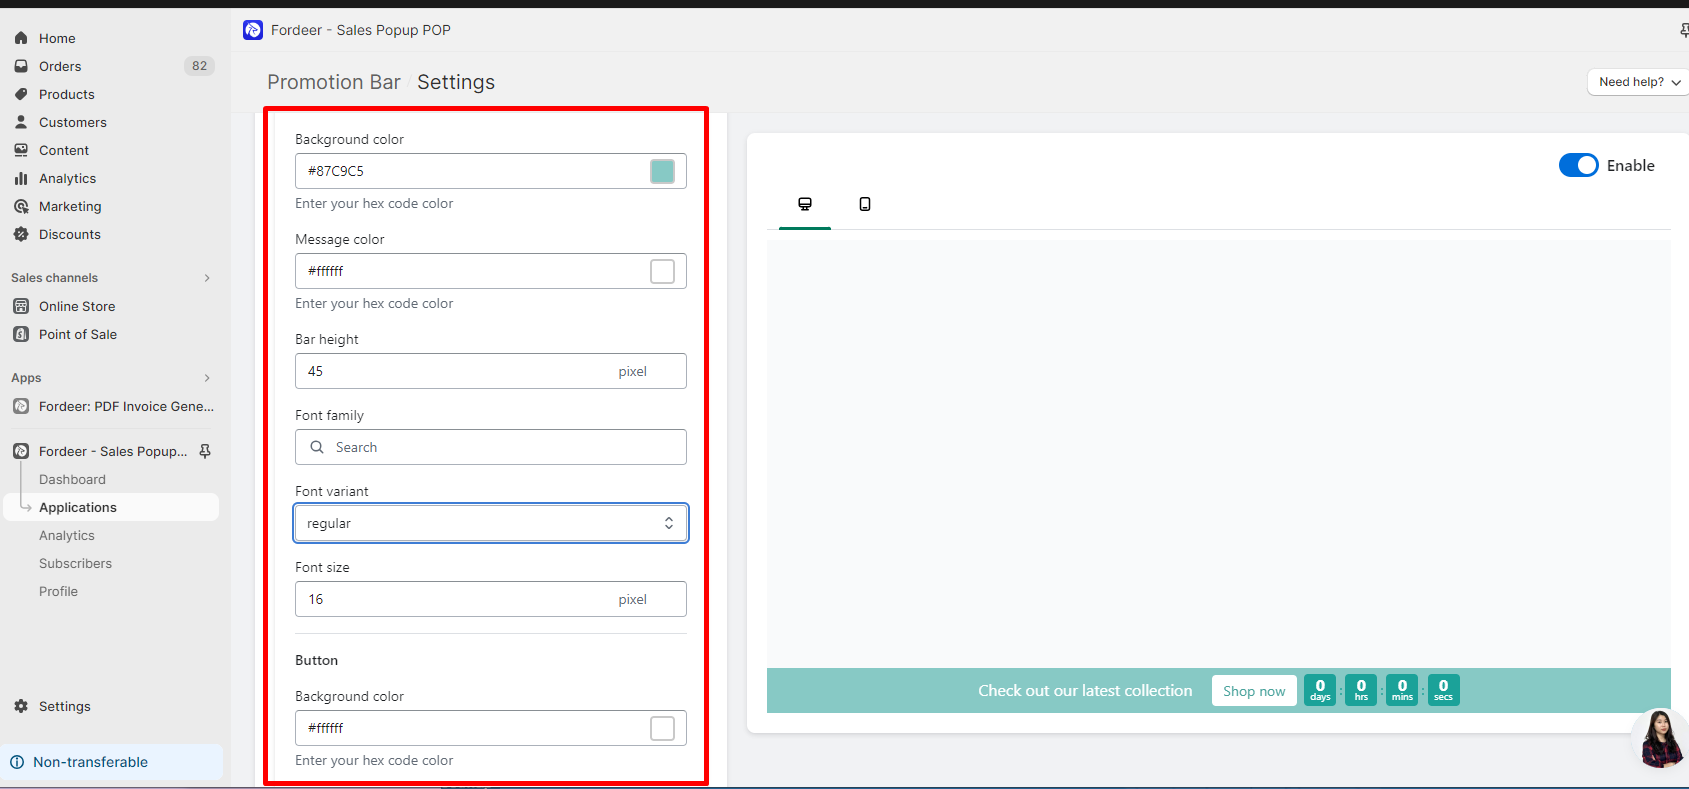 Home
Orders
82
Products
Customers
Content
Analytics
Marketing
Discounts
Sales channels
Online Store
Point of Sale
Apps
Fordeer: PDF Invoice Gene...
Fordeer - Sales Popup...
Dashboard
Applications
Analytics
Subscribers
Profile
Settings
Non-transferable
Fordeer - Sales Popup POP
Promotion Bar / Settings
Need help?
Background color
#87C9C5
Enter your hex code color
Message color
#ffffff
Enter your hex code color
Bar height
45 pixel
Font family
Search
Font variant
regular
Font size
16 pixel
Button
Background color
#ffffff
Enter your hex code color
Enable
Check out our latest collection
Shop now
0 : 0 : 0 : 0
days hrs mins secs